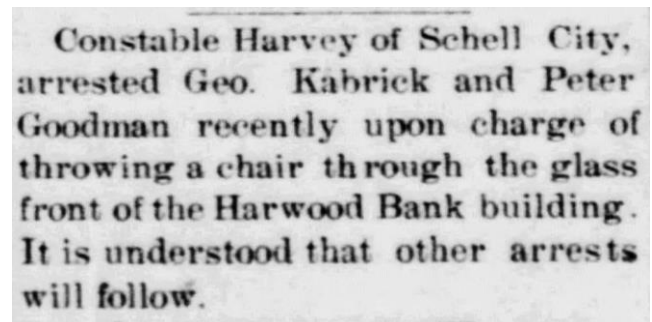 Constable Harvey of Schell City,
arrested Geo. Kabrick and Peter
Goodman recently upon charge of
throwing a chair through the glass
front of the Harwood Bank building.
It is understood that other arrests
will follow.